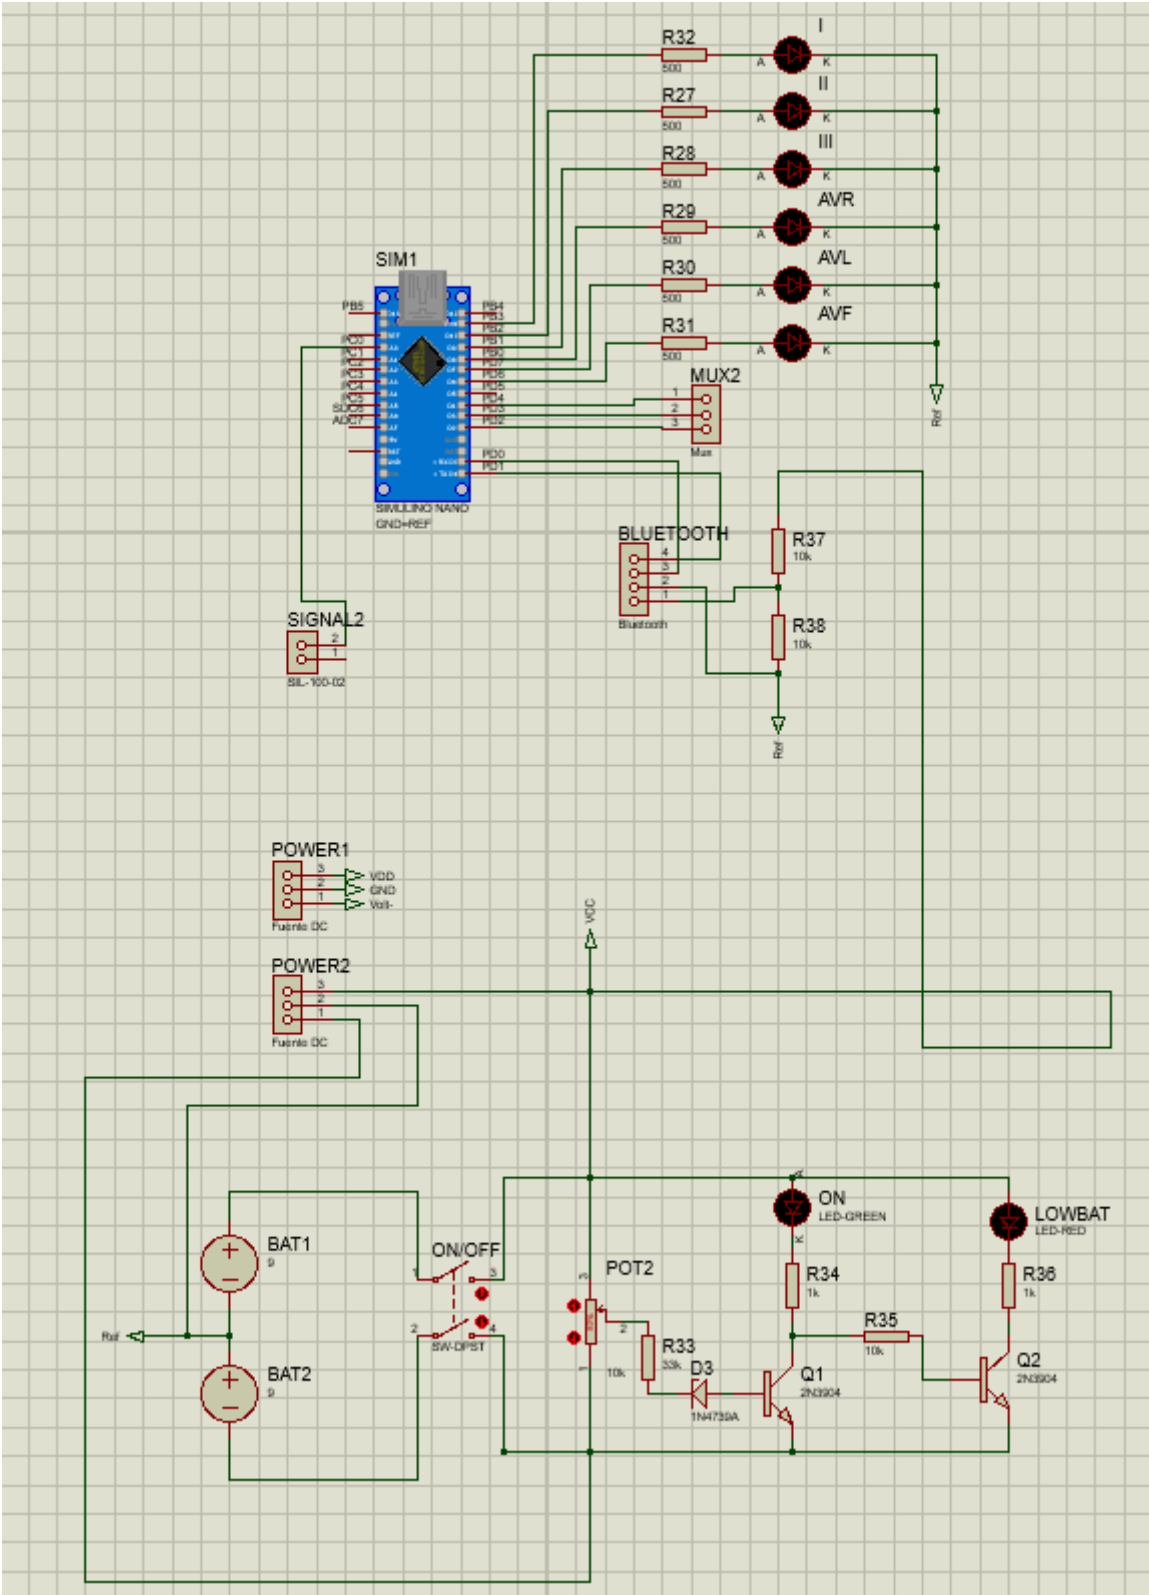 I
R32
500
A
K
II
R27
500
A
K
III
R28
500
A
K
AVR
R29
500
A
K
AVL
R30
500
A
K
AVF
R31
500
A
K
Ref
SIM1
PB5
PC0
PC1
PC2
PC3
PC4
PC5
ADC7
PB4
PB3
PB2
PB1
PB0
PD7
PD6
PD5
PD4
PD3
PD2
PD0
PD1
SIMULINO NANO
GND=REF
MUX2
1
2
3
Mux
BLUETOOTH
4
3
2
1
Bluetooth
R37
10k
R38
10k
Ref
SIGNAL2
2
1
SIL-100-02
POWER1
3
2
1
VDD
GND
Volt-
Fuente DC
POWER2
3
2
1
Fuente DC
VDC
BAT1
9
BAT2
9
Ref
ON/OFF
1
3
2
4
SW-DPST
POT2
3
2
1
10k
R33
33k
D3
1N4739A
A
ON
LED-GREEN
K
R34
1k
R35
10k
Q1
2N3904
LOWBAT
LED-RED
R36
1k
Q2
2N3904